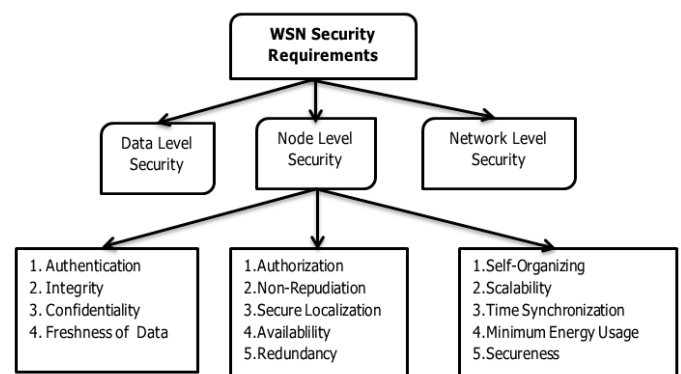 WSN Security
Requirements
Data Level
Security
Node Level
Security
Network Level
Security
1. Authentication
2. Integrity
3. Confidentiality
4. Freshness of Data
1.Authorization
2.Non-Repudiation
3.Secure Localization
4.Availablility
5.Redundancy
1.Self-Organizing
2.Scalability
3.Time Synchronization
4.Minimum Energy Usage
5.Secureness